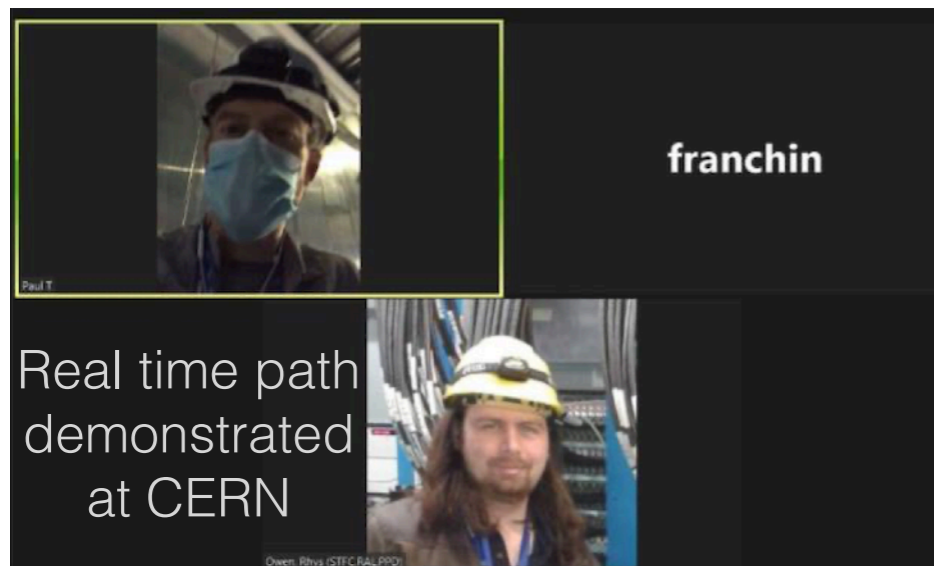 Paul T
franchin
Real time path
demonstrated
at CERN
Owen, Rhys (STFC,RAL,PPD)